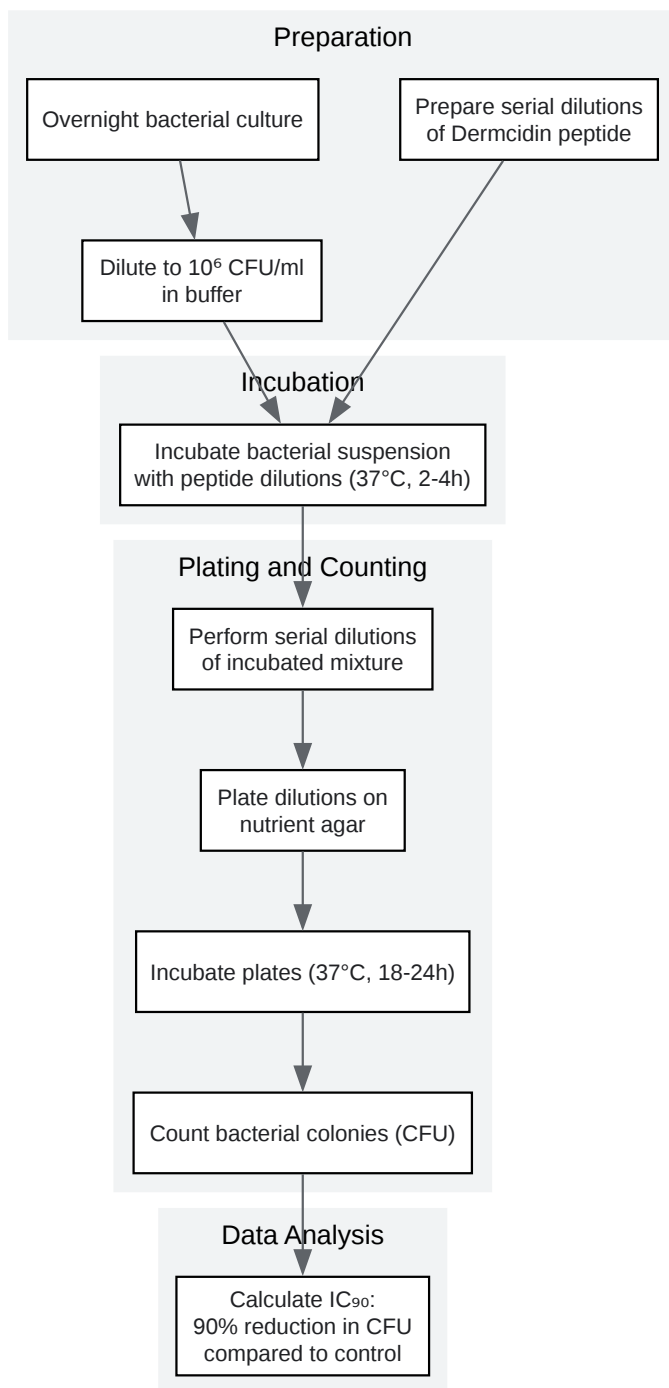 Preparation
Overnight bacterial culture
Prepare serial dilutions
of Dermcidin peptide
Dilute to 10⁶ CFU/ml
in buffer
Incubation
Incubate bacterial suspension
with peptide dilutions (37°C, 2-4h)
Plating and Counting
Perform serial dilutions
of incubated mixture
Plate dilutions on
nutrient agar
Incubate plates (37°C, 18-24h)
Count bacterial colonies (CFU)
Data Analysis
Calculate IC₉₀:
90% reduction in CFU
compared to control